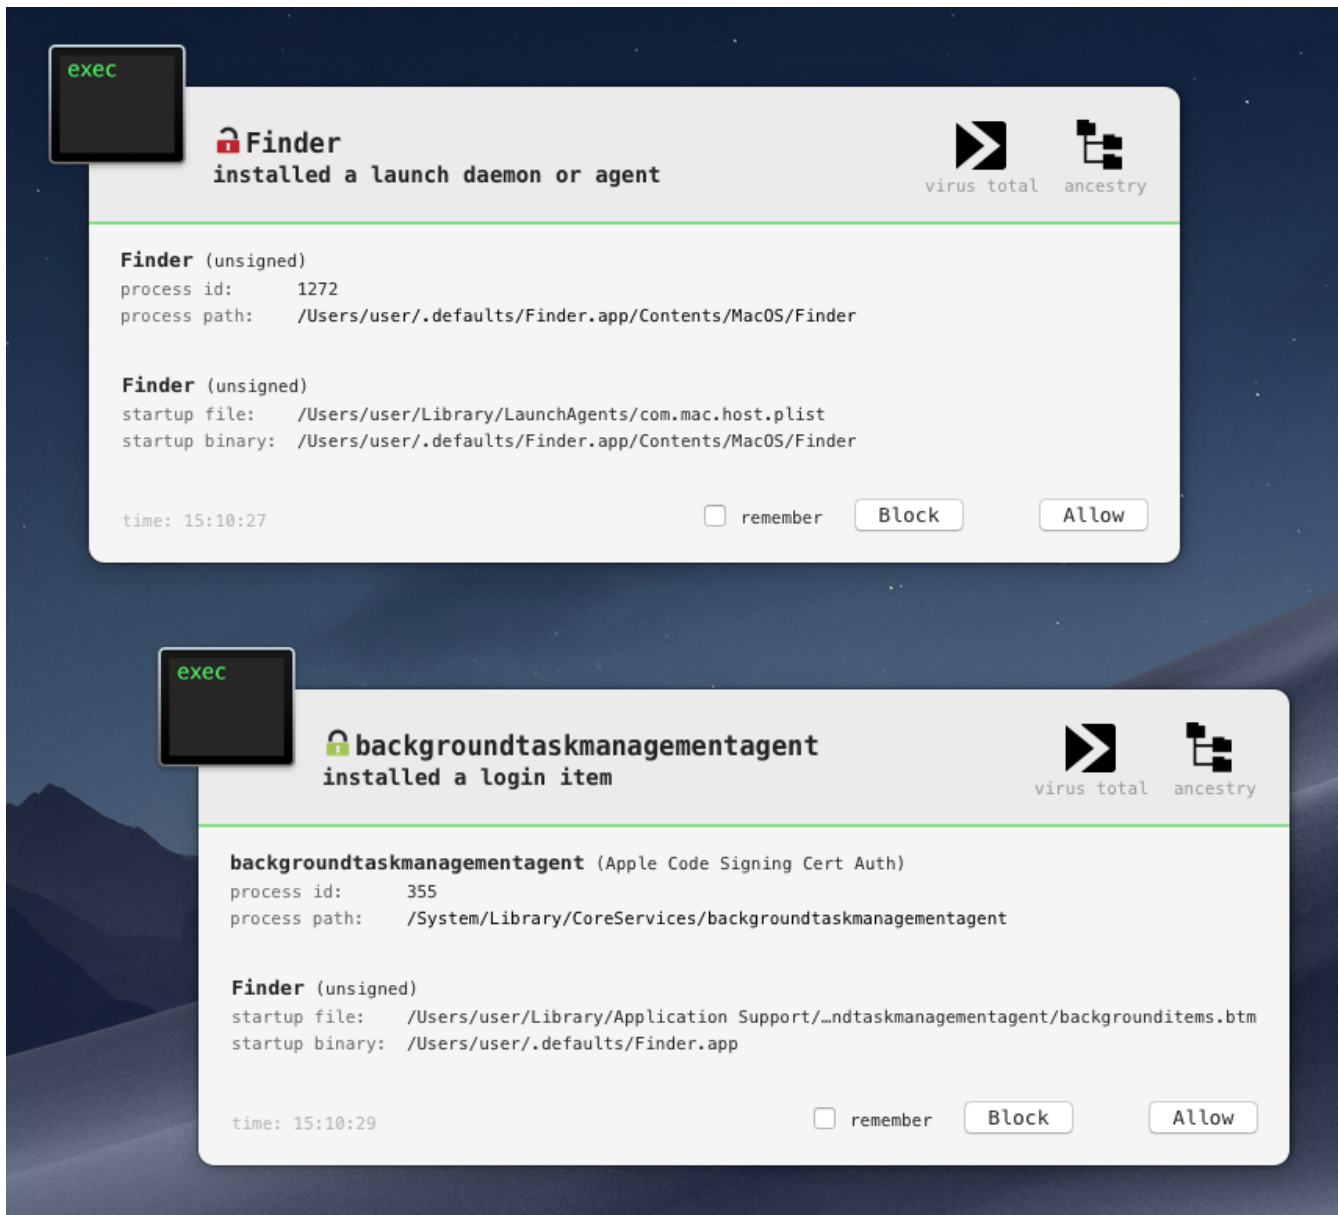 exec
Finder
installed a launch daemon or agent
virus total
ancestry
Finder (unsigned)
process id: 1272
process path: /Users/user/.defaults/Finder.app/Contents/MacOS/Finder
Finder (unsigned)
startup file: /Users/user/Library/LaunchAgents/com.mac.host.plist
startup binary: /Users/user/.defaults/Finder.app/Contents/MacOS/Finder
time: 15:10:27
remember
Block
Allow
exec
backgroundtaskmanagementagent
installed a login item
virus total
ancestry
backgroundtaskmanagementagent (Apple Code Signing Cert Auth)
process id: 355
process path: /System/Library/CoreServices/backgroundtaskmanagementagent
Finder (unsigned)
startup file: /Users/user/Library/Application Support/…ndtaskmanagementagent/backgrounditems.btm
startup binary: /Users/user/.defaults/Finder.app
time: 15:10:29
remember
Block
Allow